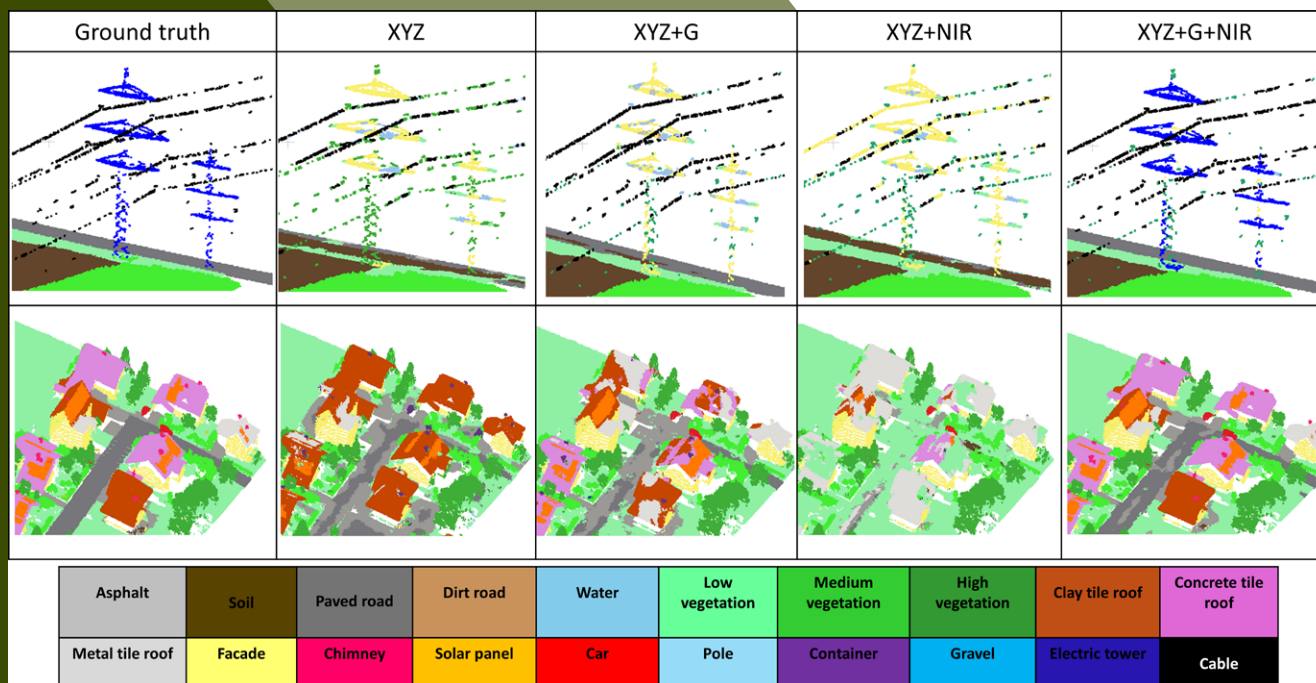 Ground truth
XYZ
XYZ+G
XYZ+NIR
XYZ+G+NIR
Asphalt
Soil
Paved road
Dirt road
Water
Low
vegetation
Medium
vegetation
High
vegetation
Clay tile roof
Concrete tile
roof
Metal tile roof
Facade
Chimney
Solar panel
Car
Pole
Container
Gravel
Electric tower
Cable